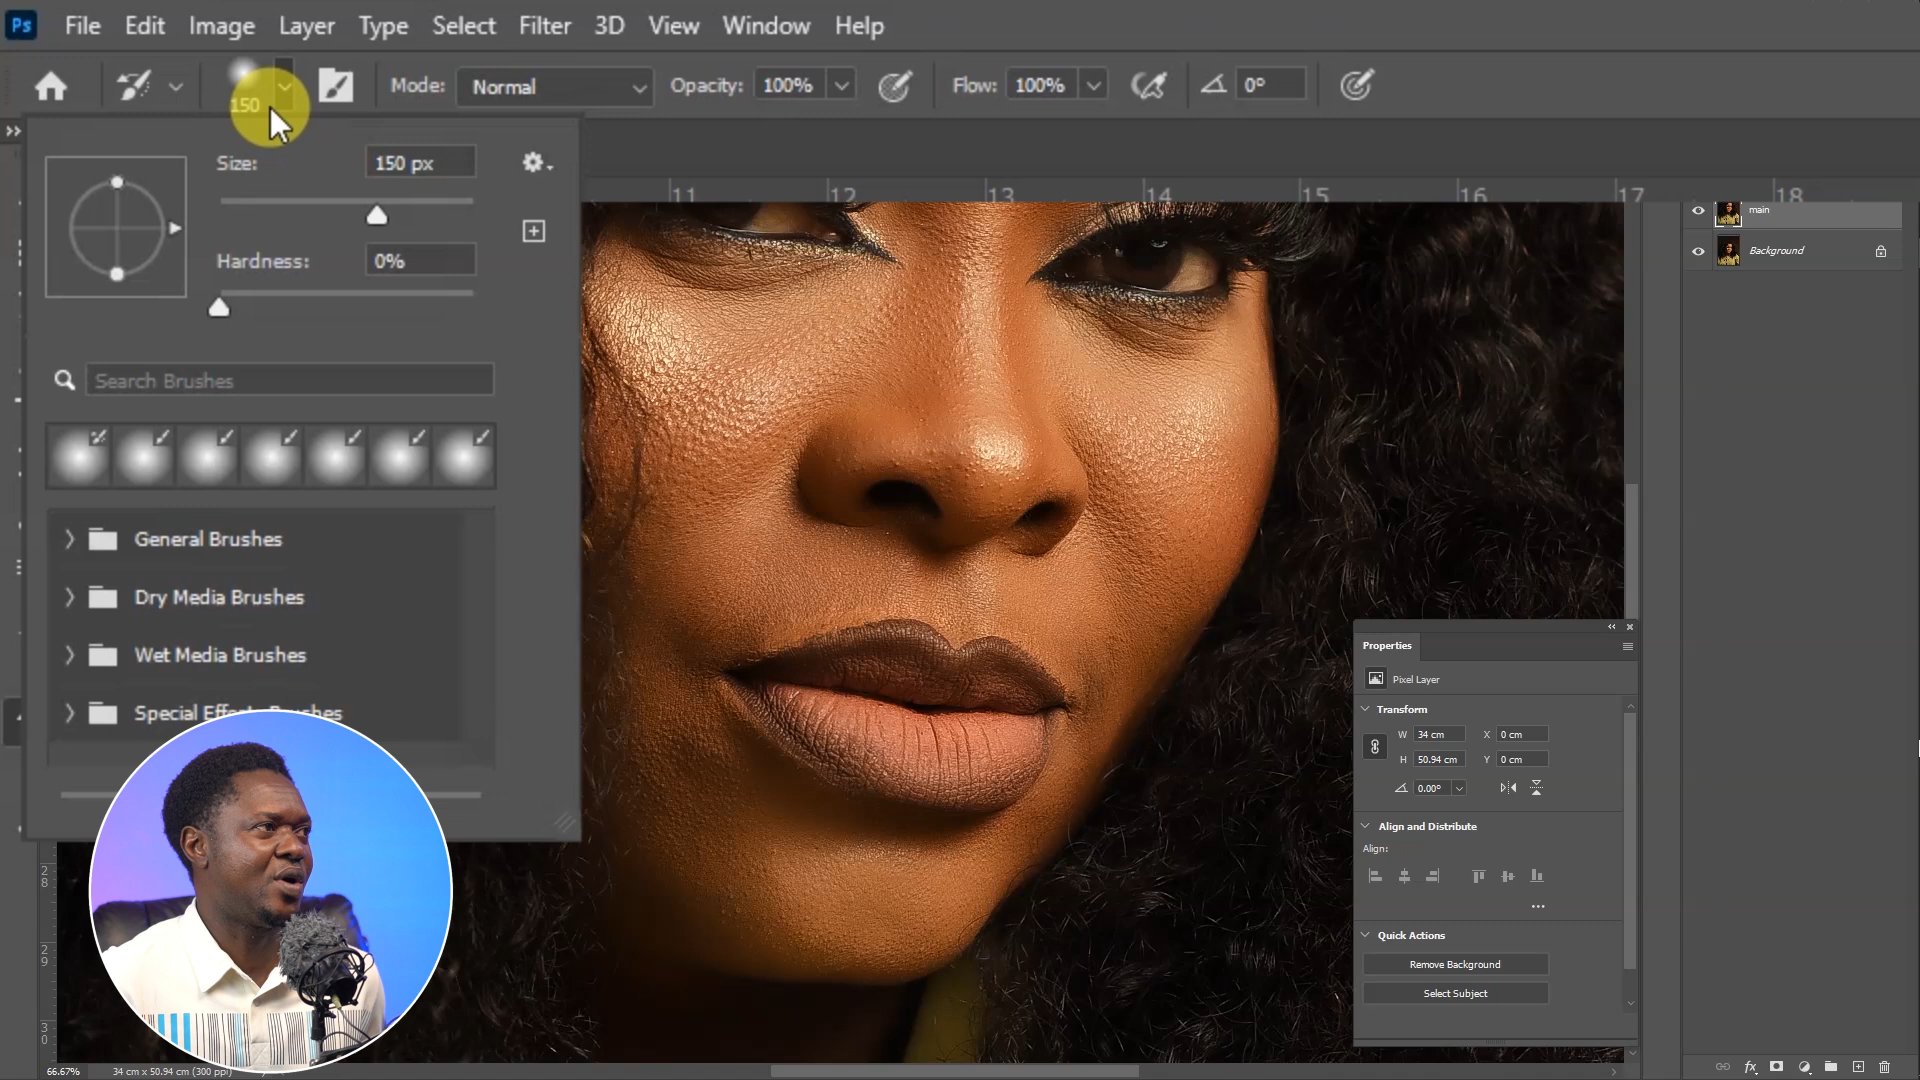 Ps File Edit Image Layer Type Select Filter 3D View Window Help
150 Mode: Normal Opacity: 100% Flow: 100% 0°
Size: 150 px
Hardness: 0%
Search Brushes
General Brushes
Dry Media Brushes
Wet Media Brushes
Special Effects Brushes
11 12 13 14 15 16 17 18
main
Background
Properties
Pixel Layer
Transform
W 34 cm X 0 cm
H 50.94 cm Y 0 cm
0.00°
Align and Distribute
Align:
Quick Actions
Remove Background
Select Subject
28
29
30
66.67% 34 cm x 50.94 cm (300 ppi)
fx